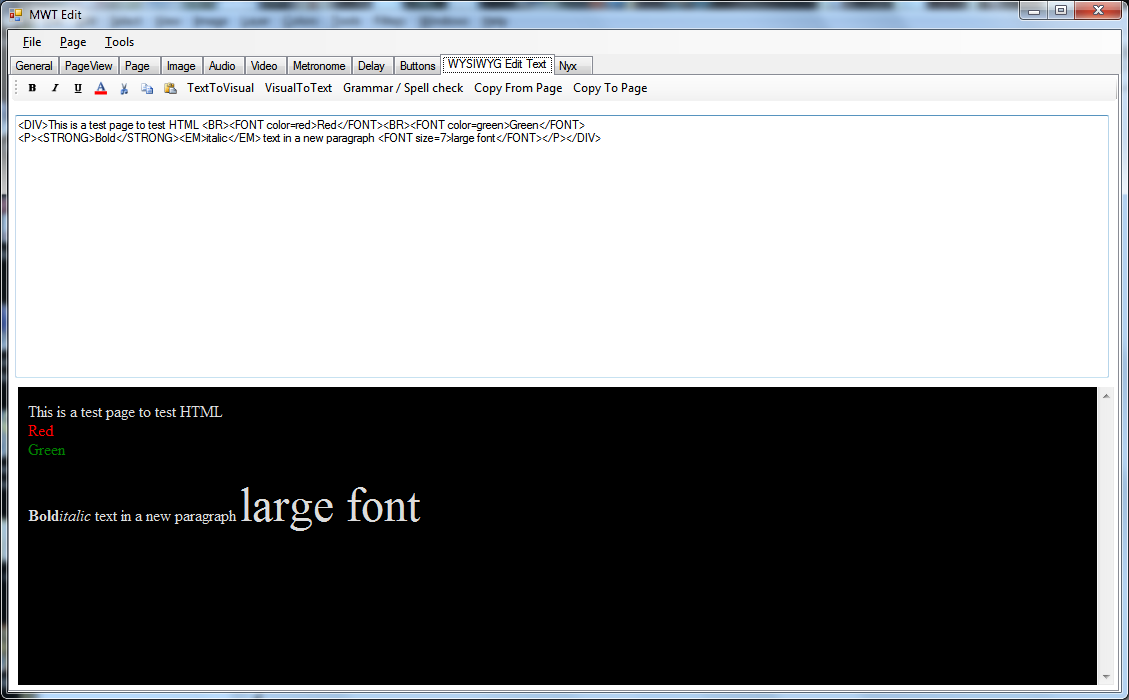 MWT Edit
File Page Tools
General PageView Page Image Audio Video Metronome Delay Buttons WYSIWYG Edit Text Nyx
B I U A TextToVisual VisualToText Grammar / Spell check Copy From Page Copy To Page
<DIV>This is a test page to test HTML <BR><FONT color=red>Red</FONT><BR><FONT color=green>Green</FONT>
<P><STRONG>Bold</STRONG><EM>italic</EM> text in a new paragraph <FONT size=7>large font</FONT></P></DIV>
This is a test page to test HTML
Red
Green
Bolditalic text in a new paragraph large font